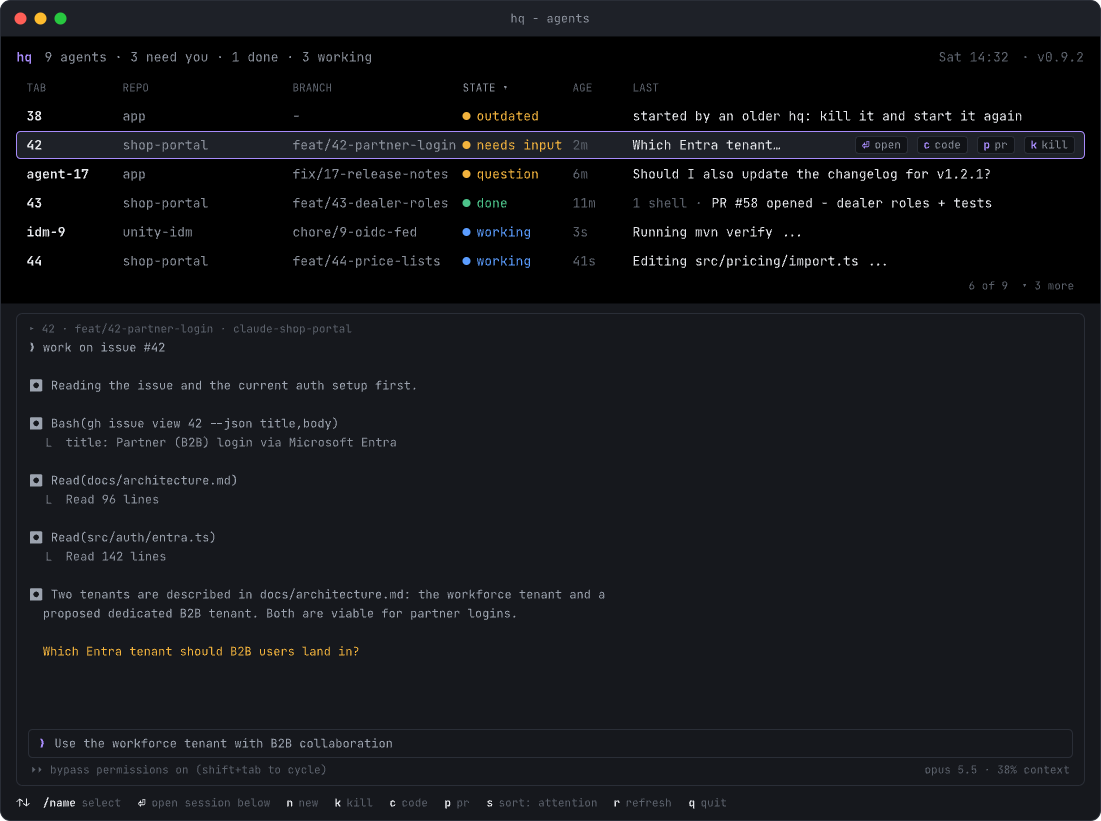 hq - agents
hq 9 agents · 3 need you · 1 done · 3 working Sat 14:32 · v0.9.2
TAB REPO BRANCH STATE ▾ AGE LAST
38 app - ● outdated started by an older hq: kill it and start it again
42 shop-portal feat/42-partner-login ● needs input 2m Which Entra tenant… ⏎ open c code p pr k kill
agent-17 app fix/17-release-notes ● question 6m Should I also update the changelog for v1.2.1?
43 shop-portal feat/43-dealer-roles ● done 11m 1 shell · PR #58 opened - dealer roles + tests
idm-9 unity-idm chore/9-oidc-fed ● working 3s Running mvn verify ...
44 shop-portal feat/44-price-lists ● working 41s Editing src/pricing/import.ts ...
6 of 9 ▾ 3 more
▸ 42 · feat/42-partner-login · claude-shop-portal
❯ work on issue #42
Reading the issue and the current auth setup first.
Bash(gh issue view 42 --json title,body)
└ title: Partner (B2B) login via Microsoft Entra
Read(docs/architecture.md)
└ Read 96 lines
Read(src/auth/entra.ts)
└ Read 142 lines
Two tenants are described in docs/architecture.md: the workforce tenant and a
proposed dedicated B2B tenant. Both are viable for partner logins.
Which Entra tenant should B2B users land in?
❯ Use the workforce tenant with B2B collaboration
▸▸ bypass permissions on (shift+tab to cycle) opus 5.5 · 38% context
↑↓ /name select ⏎ open session below n new k kill c code p pr s sort: attention r refresh q quit